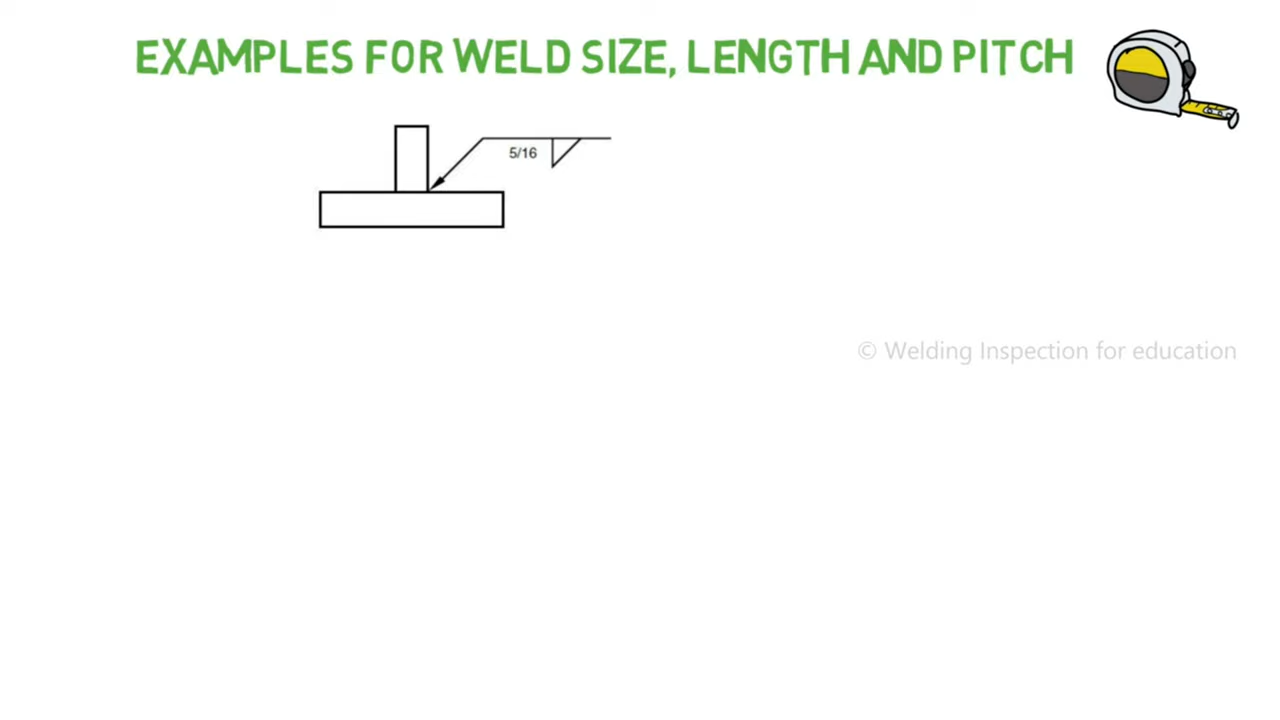 EXAMPLES FOR WELD SIZE, LENGTH AND PITCH
5/16
© Welding Inspection for education